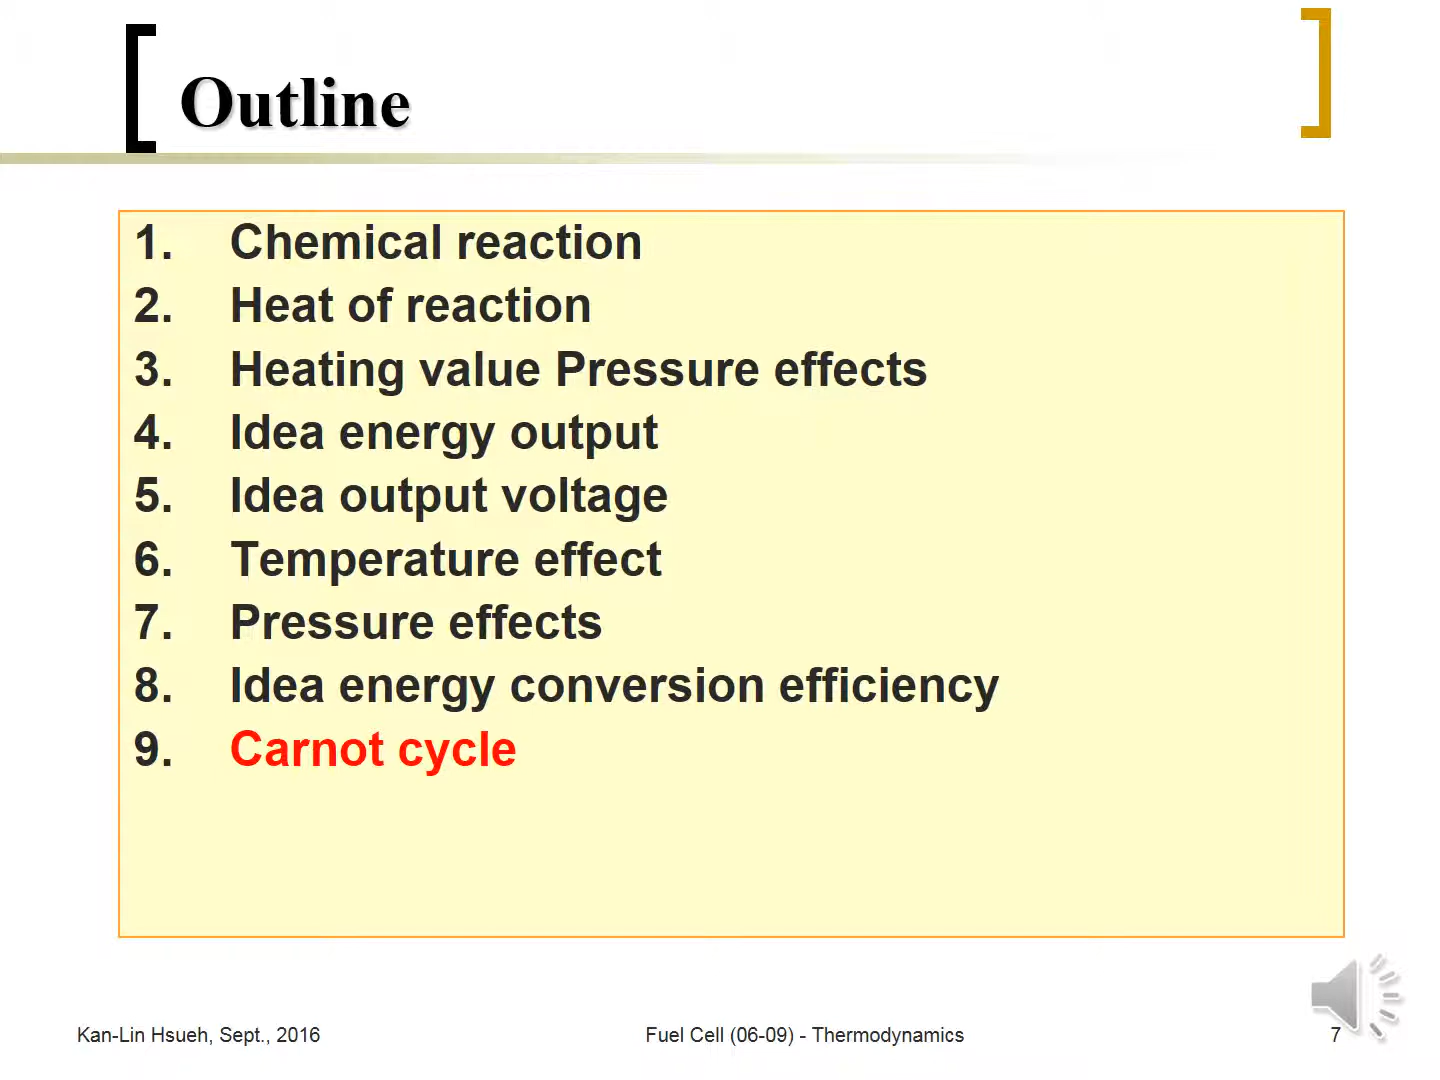 Outline
1. Chemical reaction
2. Heat of reaction
3. Heating value Pressure effects
4. Idea energy output
5. Idea output voltage
6. Temperature effect
7. Pressure effects
8. Idea energy conversion efficiency
9. Carnot cycle
Kan-Lin Hsueh, Sept., 2016
Fuel Cell (06-09) - Thermodynamics
7